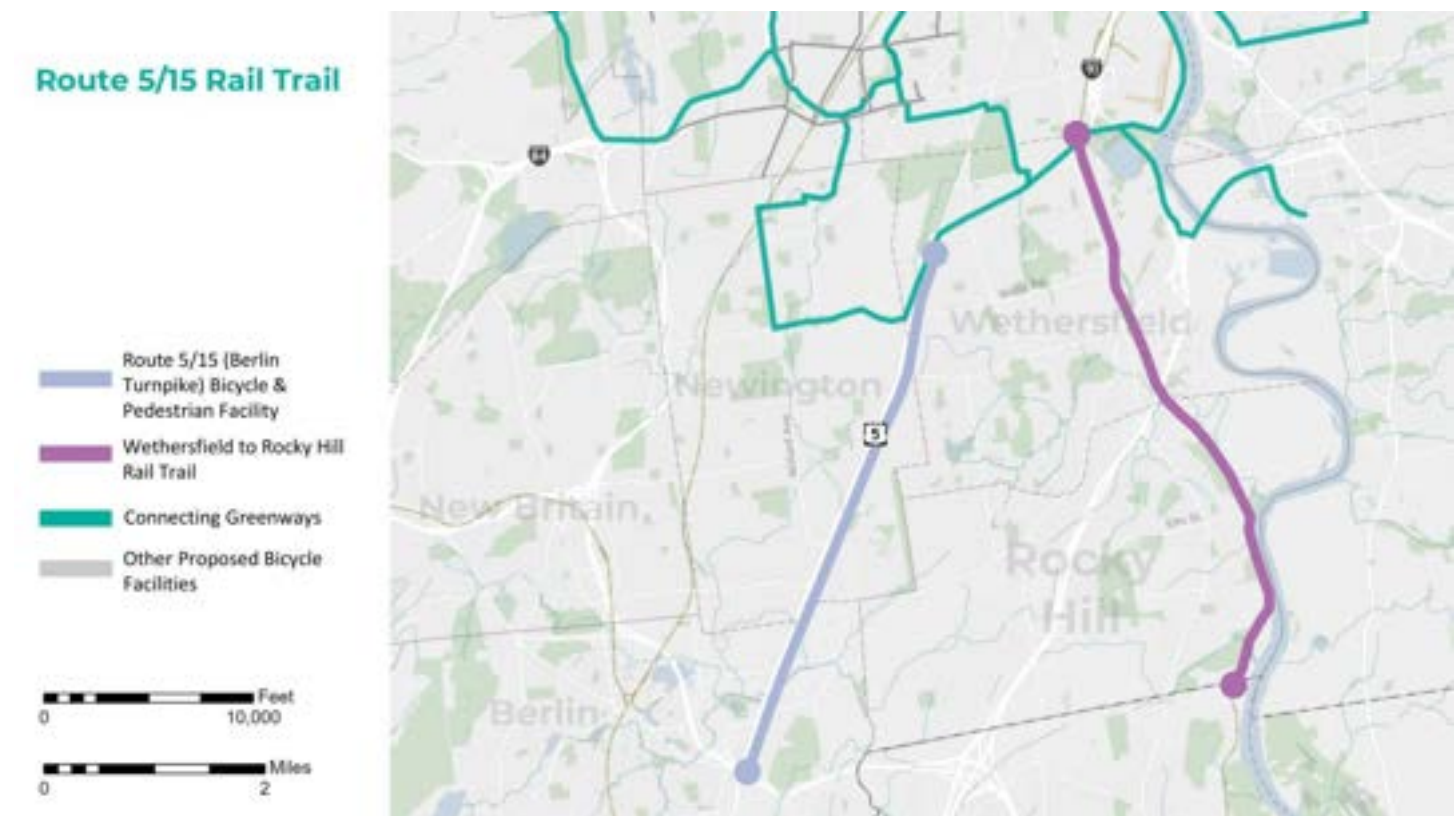 Route 5/15 Rail Trail
Route 5/15 (Berlin
Turnpike) Bicycle &
Pedestrian Facility
Wethersfield to Rocky Hill
Rail Trail
Connecting Greenways
Other Proposed Bicycle
Facilities
Feet
0 10,000
Miles
0 2
84
91
Wethersfield
Newington
5
New Britain
Rocky
Hill
Berlin